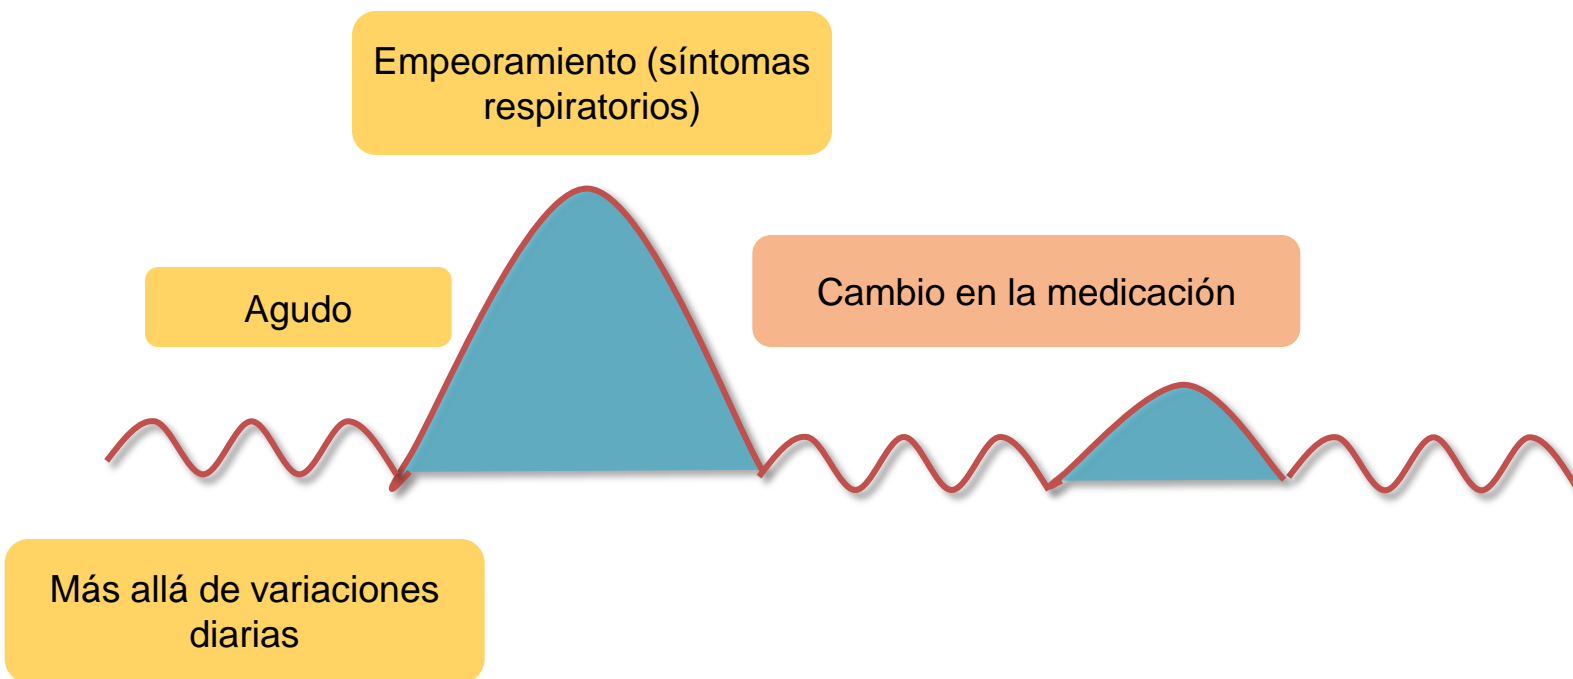 Empeoramiento (síntomas
respiratorios)
Agudo
Cambio en la medicación
Más allá de variaciones
diarias